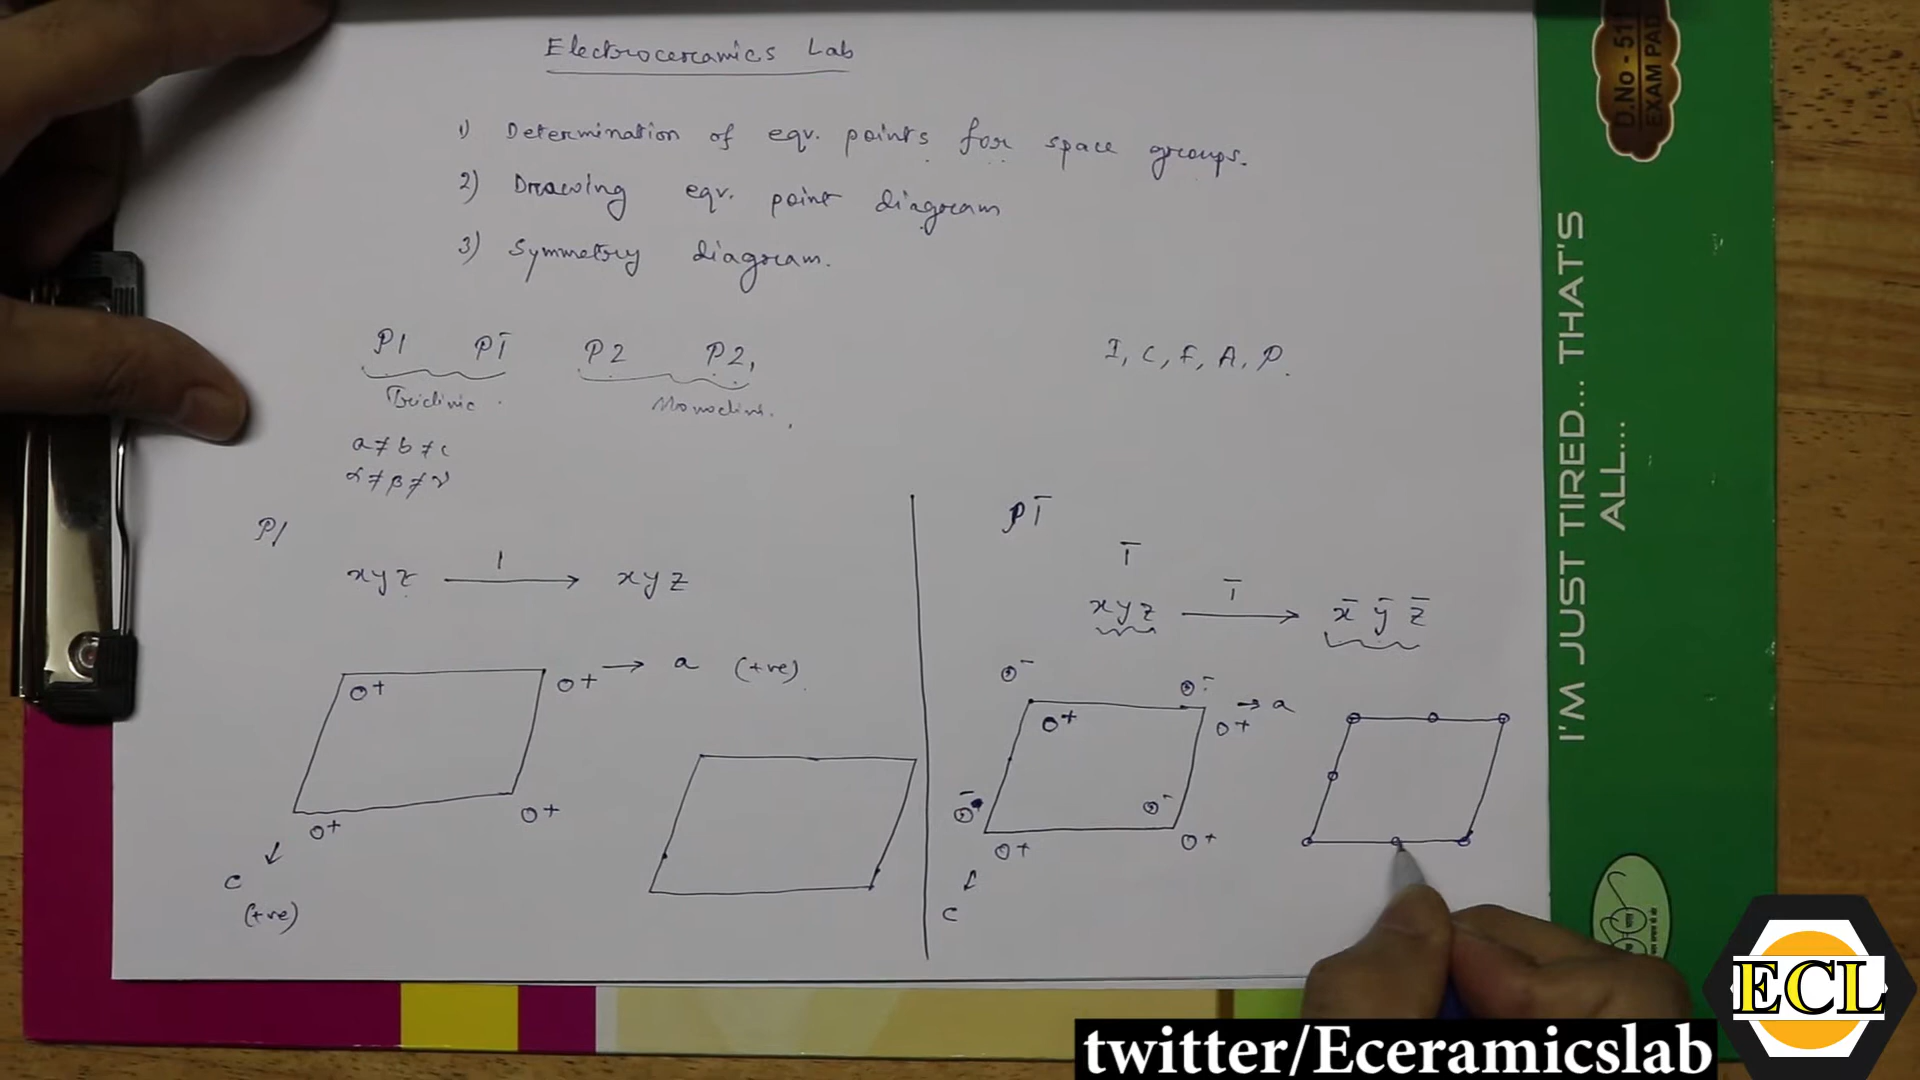 Electroceramics Lab
1) Determination of eqv. points for space groups.
2) Drawing eqv. point diagram
3) Symmetry diagram.
P1 P1̅ P2 P2₁
I, C, F, A, P.
Triclinic. Monoclinic.
a ≠ b ≠ c
α ≠ β ≠ γ
P1
xyz 1 → xyz
→ a (+ve)
O+ O+
O+ O+
↓ c
(+ve)
P1̅
1̅
xyz 1̅ → x̅ y̅ z̅
O- O-
→ a
O+ O+
O- O-
O+ O+
c
D.No - 511
EXAM PAD
I'M JUST TIRED... THAT'S
ALL...
ECL
twitter/Eceramicslab